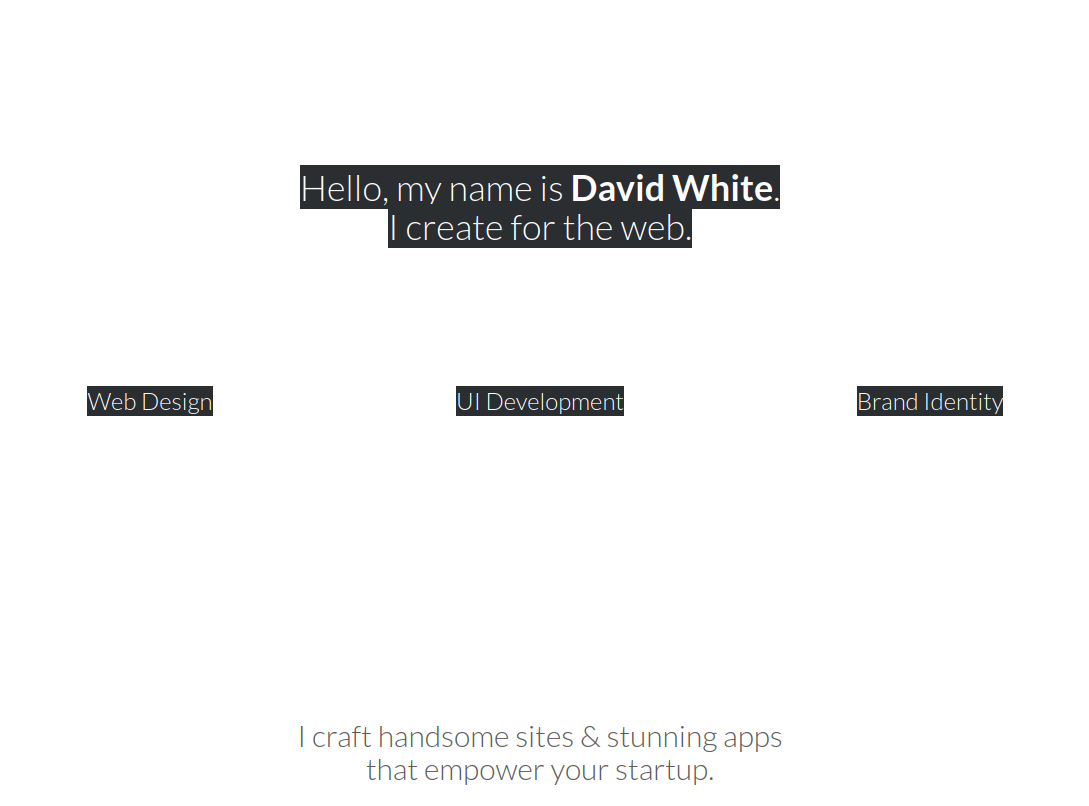 Hello, my name is David White.
I create for the web.
Web Design
UI Development
Brand Identity
I craft handsome sites & stunning apps
that empower your startup.